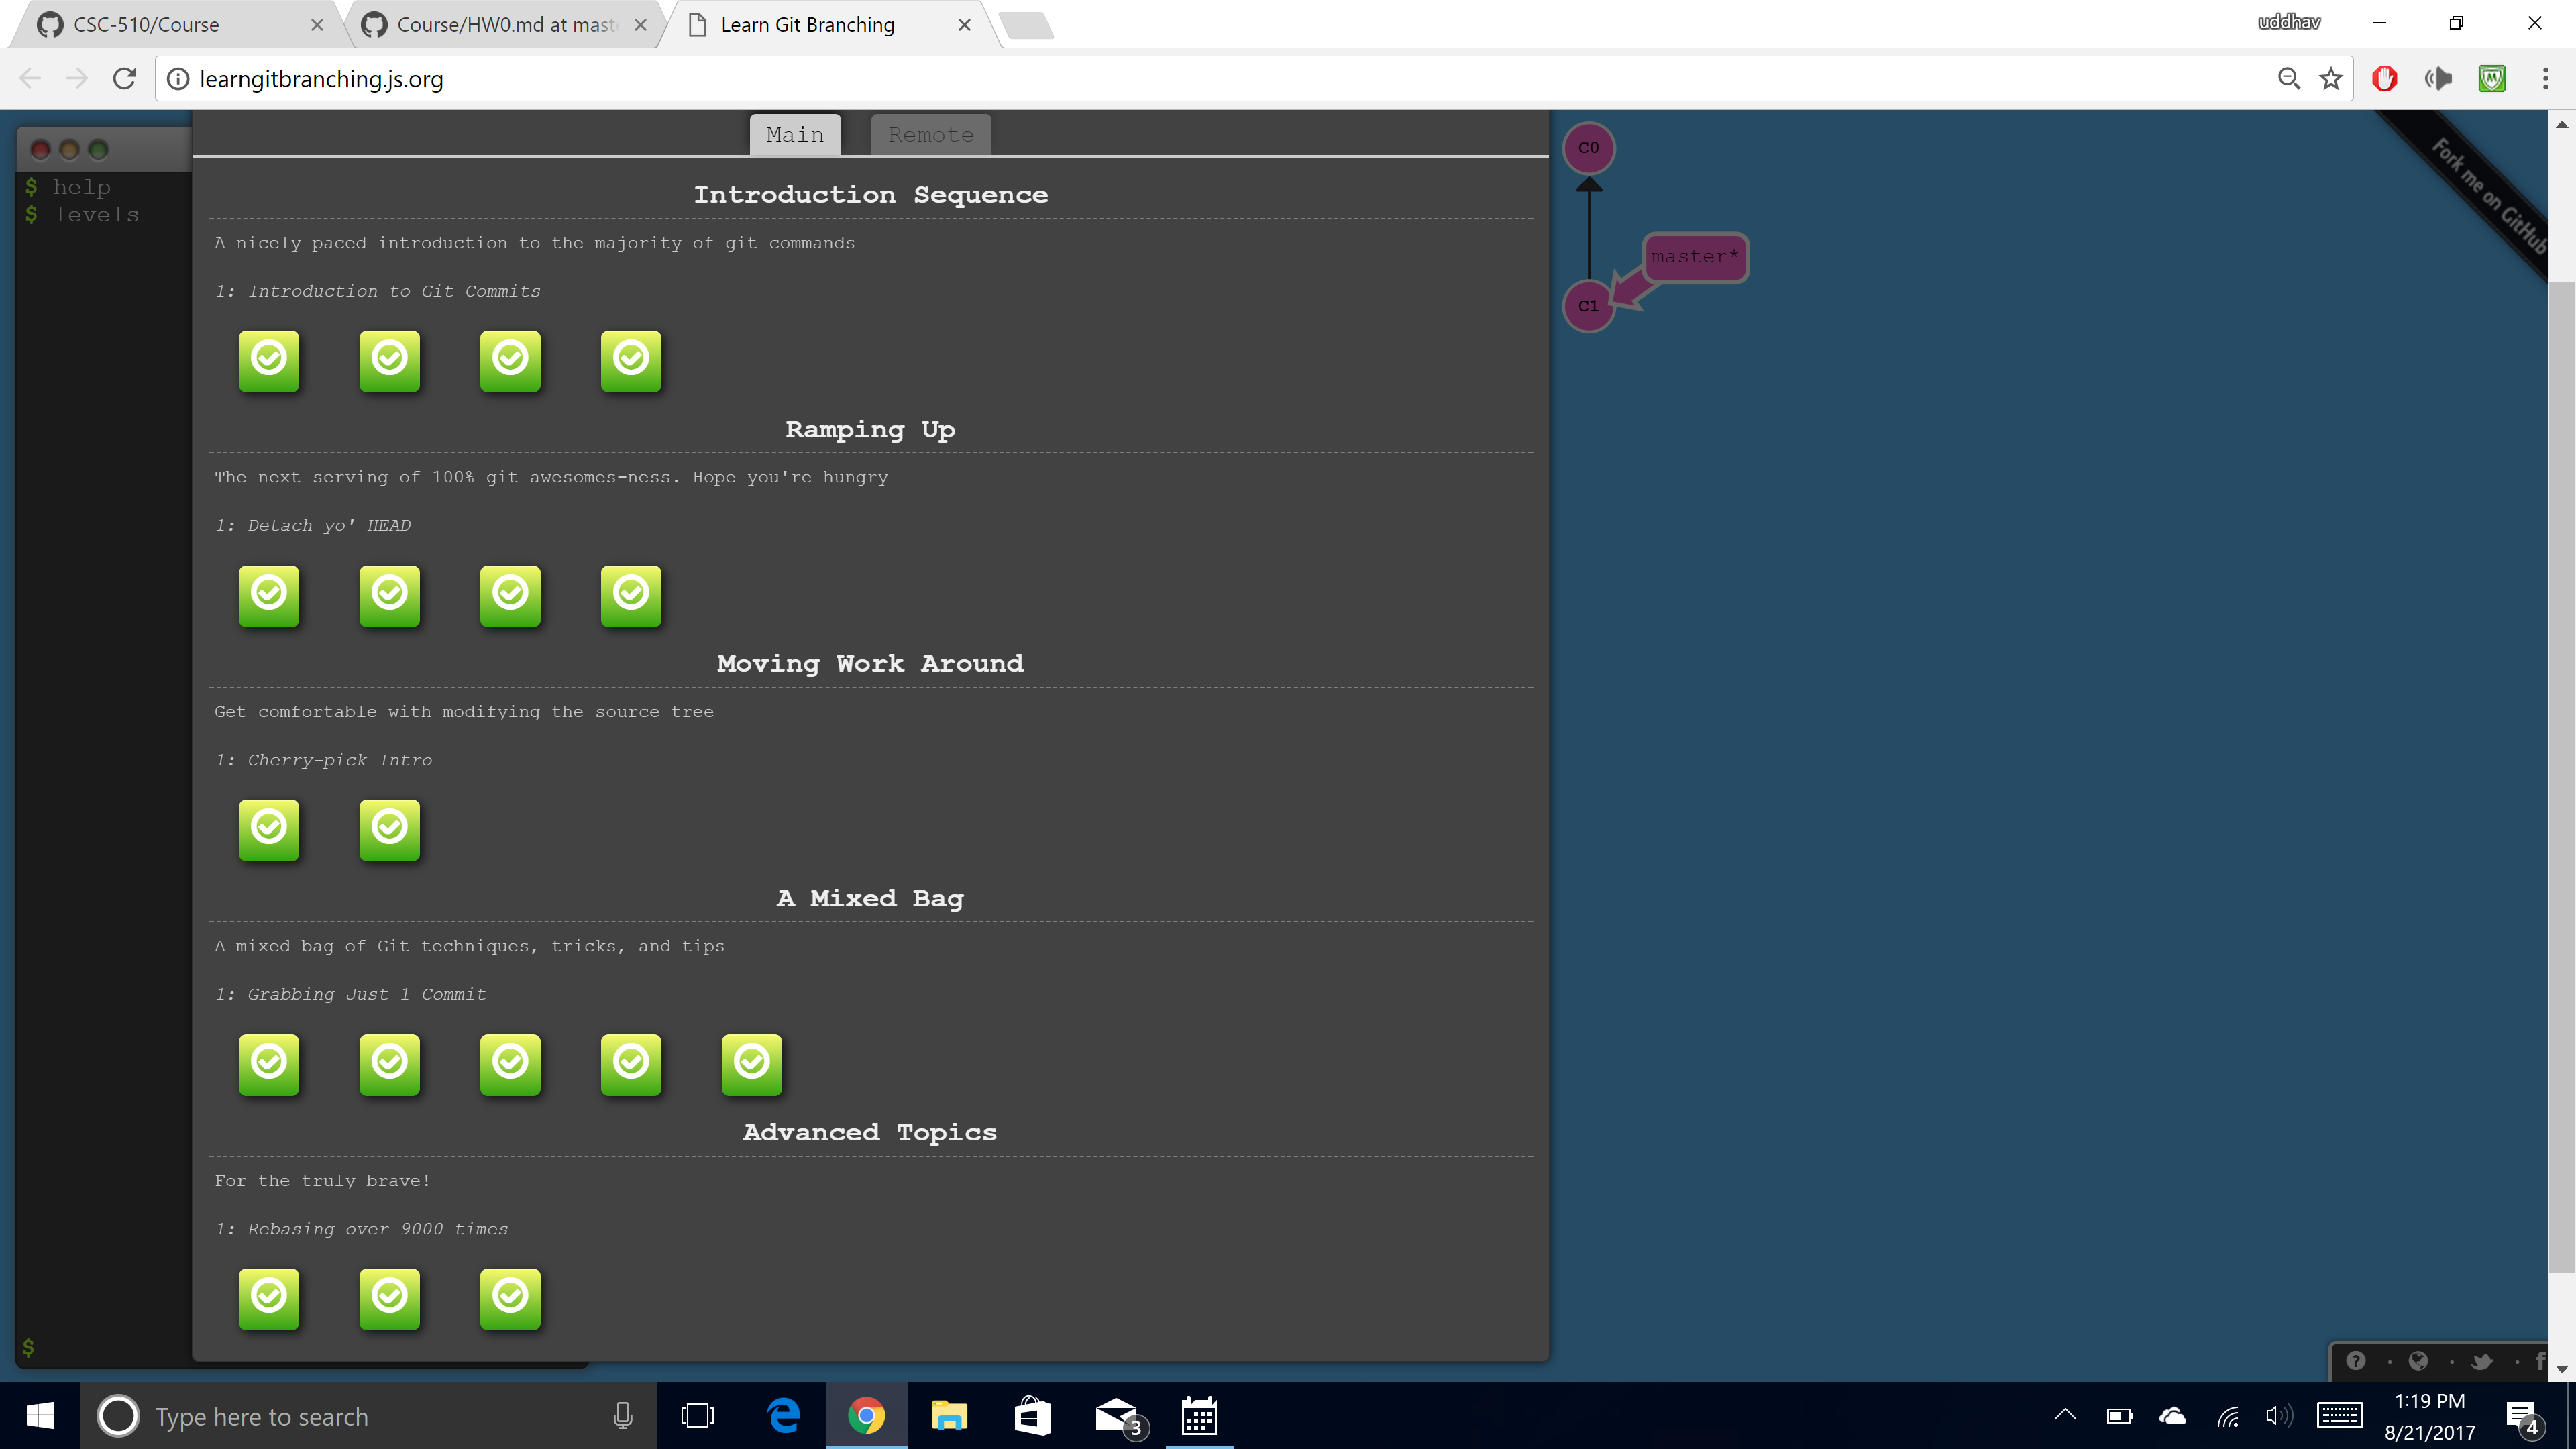 CSC-510/Course
Course/HW0.md at mast
Learn Git Branching
uddhav
learngitbranching.js.org
Main
Remote
$ help
$ levels
C0
master*
C1
Fork me on GitHub
Introduction Sequence
A nicely paced introduction to the majority of git commands
1: Introduction to Git Commits
Ramping Up
The next serving of 100% git awesomes-ness. Hope you're hungry
1: Detach yo' HEAD
Moving Work Around
Get comfortable with modifying the source tree
1: Cherry-pick Intro
A Mixed Bag
A mixed bag of Git techniques, tricks, and tips
1: Grabbing Just 1 Commit
Advanced Topics
For the truly brave!
1: Rebasing over 9000 times
$
Type here to search
3
1:19 PM
8/21/2017
4